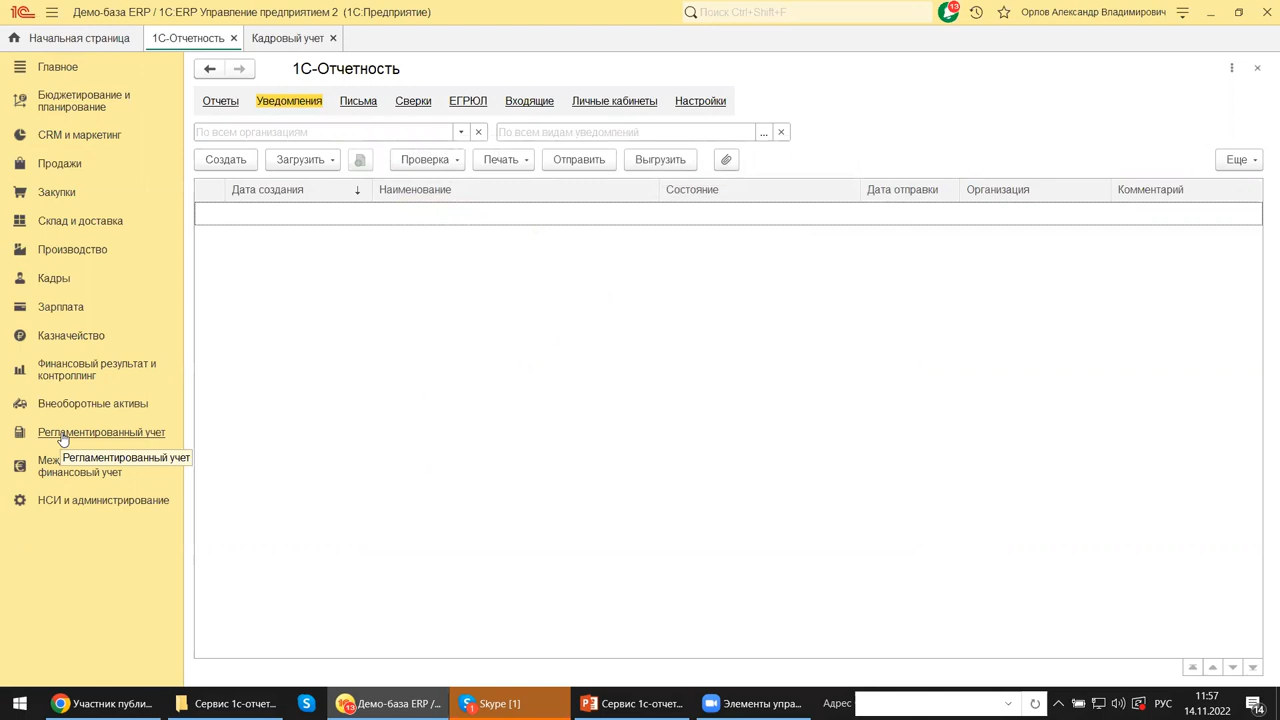 Демо-база ERP / 1С:ERP Управление предприятием 2 (1С:Предприятие)
Поиск Ctrl+Shift+F
13
Орлов Александр Владимирович
Начальная страница
1С-Отчетность
Кадровый учет
Главное
Бюджетирование и
планирование
CRM и маркетинг
Продажи
Закупки
Склад и доставка
Производство
Кадры
Зарплата
Казначейство
Финансовый результат и
контроллинг
Внеоборотные активы
Регламентированный учет
Регламентированный учет
Меж
финансовый учет
НСИ и администрирование
1С-Отчетность
Отчеты Уведомления Письма Сверки ЕГРЮЛ Входящие Личные кабинеты Настройки
По всем организациям
По всем видам уведомлений
...
Создать Загрузить Проверка Печать Отправить Выгрузить Еще
Дата создания Наименование Состояние Дата отправки Организация Комментарий
Участник публи...
Сервис 1с-отчет...
13
Демо-база ERP /...
1
Skype [1]
Сервис 1с-отчет...
Элементы упра...
Адрес
РУС
11:57
14.11.2022
14